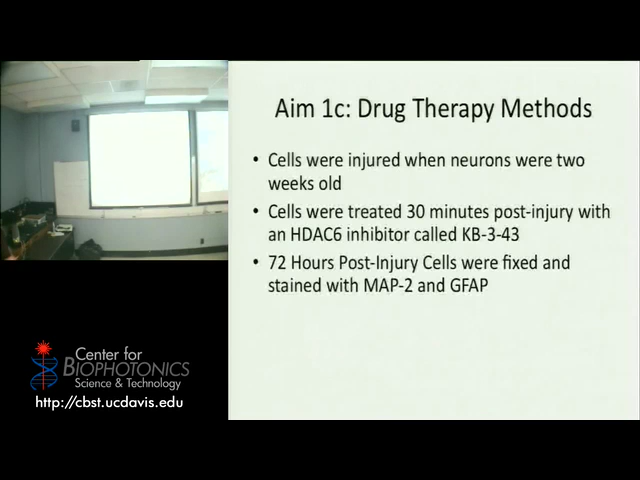 Aim 1c: Drug Therapy Methods
• Cells were injured when neurons were two
weeks old
• Cells were treated 30 minutes post-injury with
an HDAC6 inhibitor called KB-3-43
• 72 Hours Post-Injury Cells were fixed and
stained with MAP-2 and GFAP
Center for
BIOPHOTONICS
Science & Technology
http://cbst.ucdavis.edu